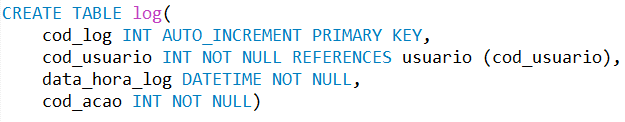 CREATE TABLE log(
cod_log INT AUTO_INCREMENT PRIMARY KEY,
cod_usuario INT NOT NULL REFERENCES usuario (cod_usuario),
data_hora_log DATETIME NOT NULL,
cod_acao INT NOT NULL)